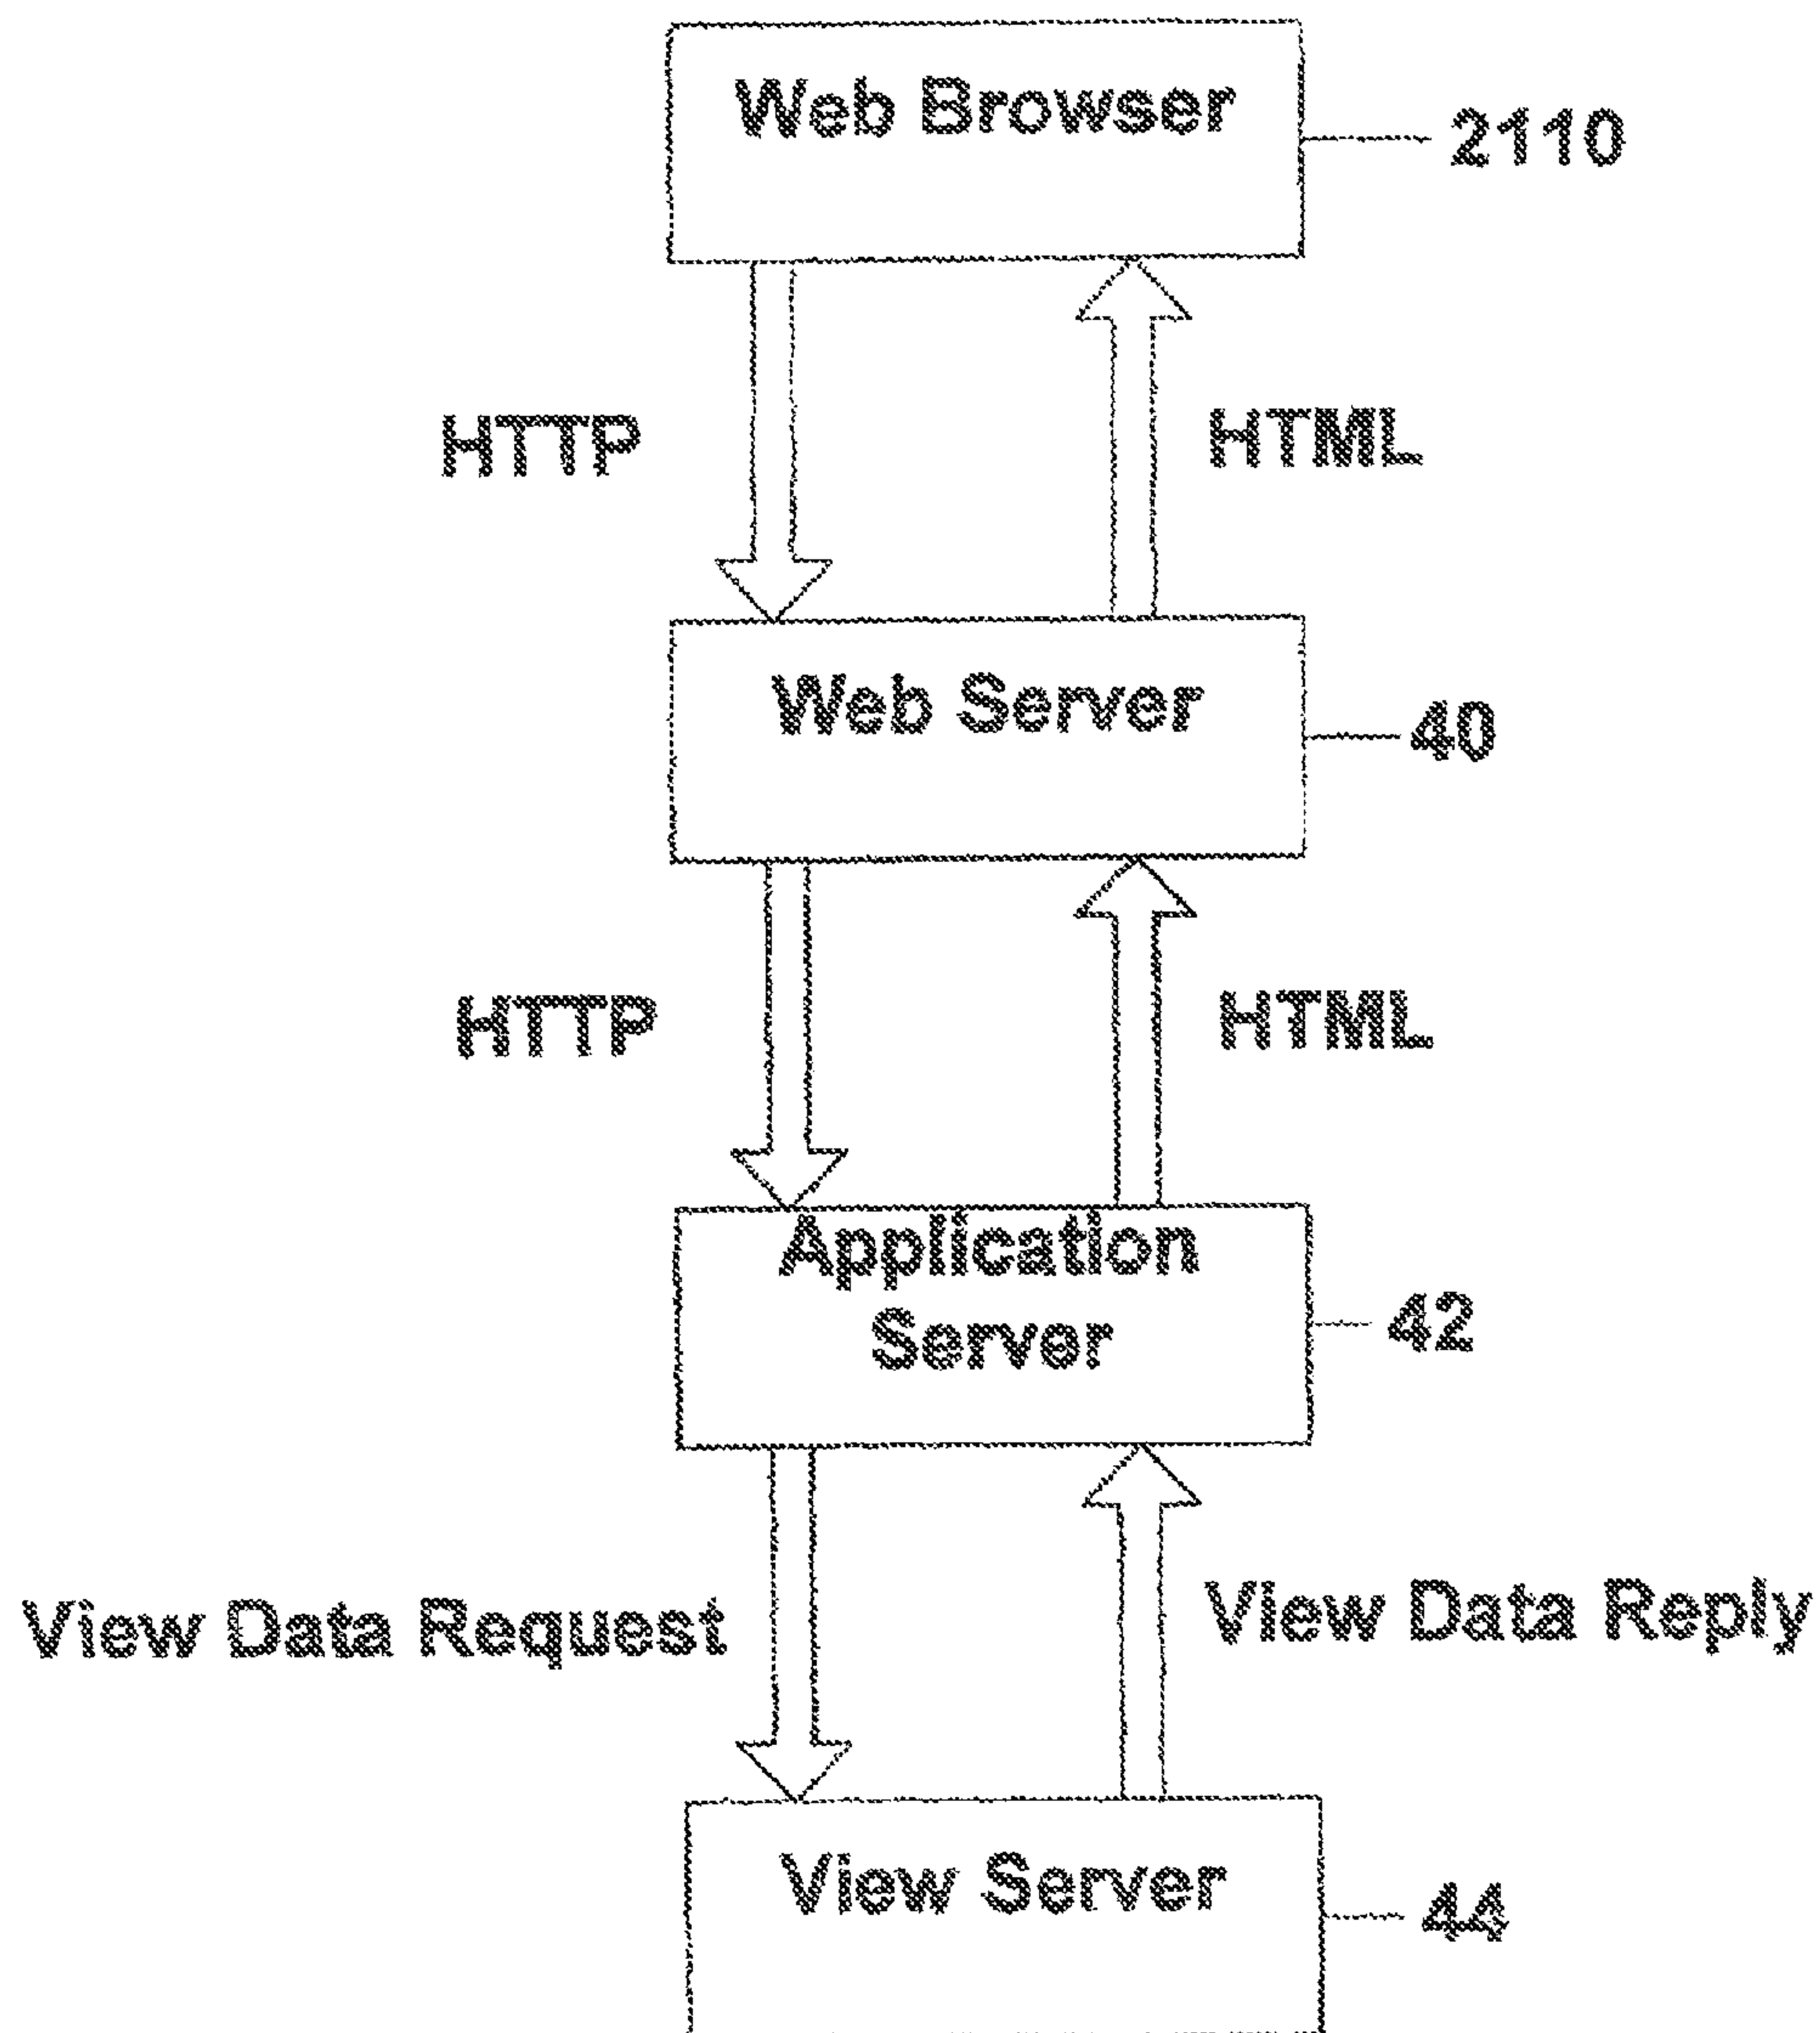 Web Browser
2110
HTTP
HTML
Web Server
40
HTTP
HTML
Application
Server
42
View Data Request
View Data Reply
View Server
44